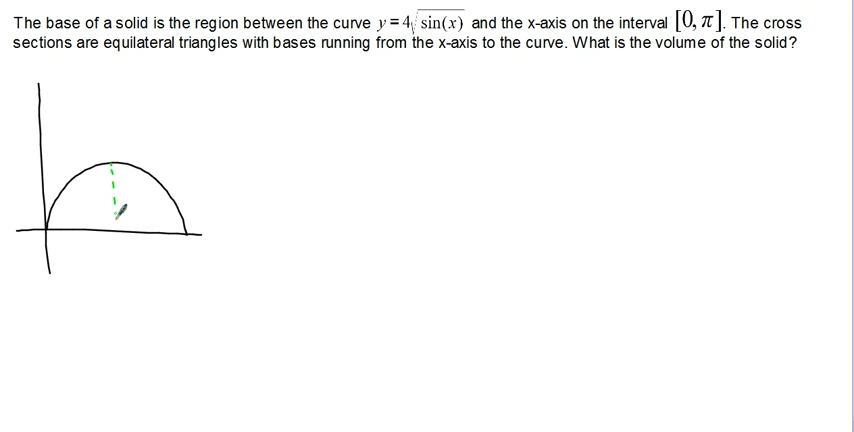 The base of a solid is the region between the curve y = 4√sin(x) and the x-axis on the interval [0, π]. The cross
sections are equilateral triangles with bases running from the x-axis to the curve. What is the volume of the solid?